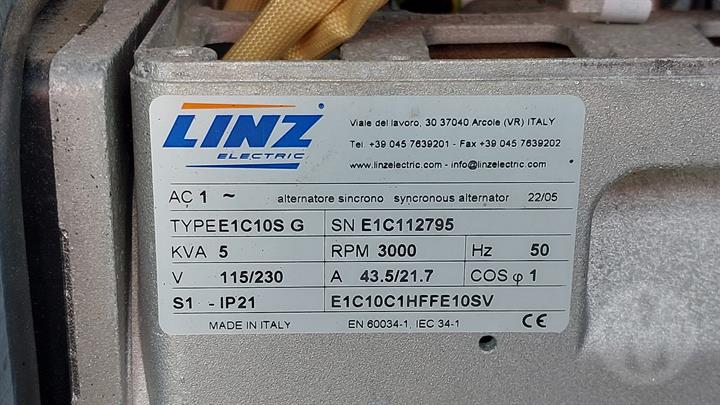 LINZ
ELECTRIC
Viale del lavoro, 30 37040 Arcole (VR) ITALY
Tel. +39 045 7639201 - Fax +39 045 7639202
www.linzelectric.com - info@linzelectric.com
AC 1 ~ alternatore sincrono syncronous alternator 22/05
TYPE E1C10S G SN E1C112795
KVA 5 RPM 3000 Hz 50
V 115/230 A 43.5/21.7 COS φ 1
S1 - IP21 E1C10C1HFFE10SV
MADE IN ITALY EN 60034-1, IEC 34-1 CE